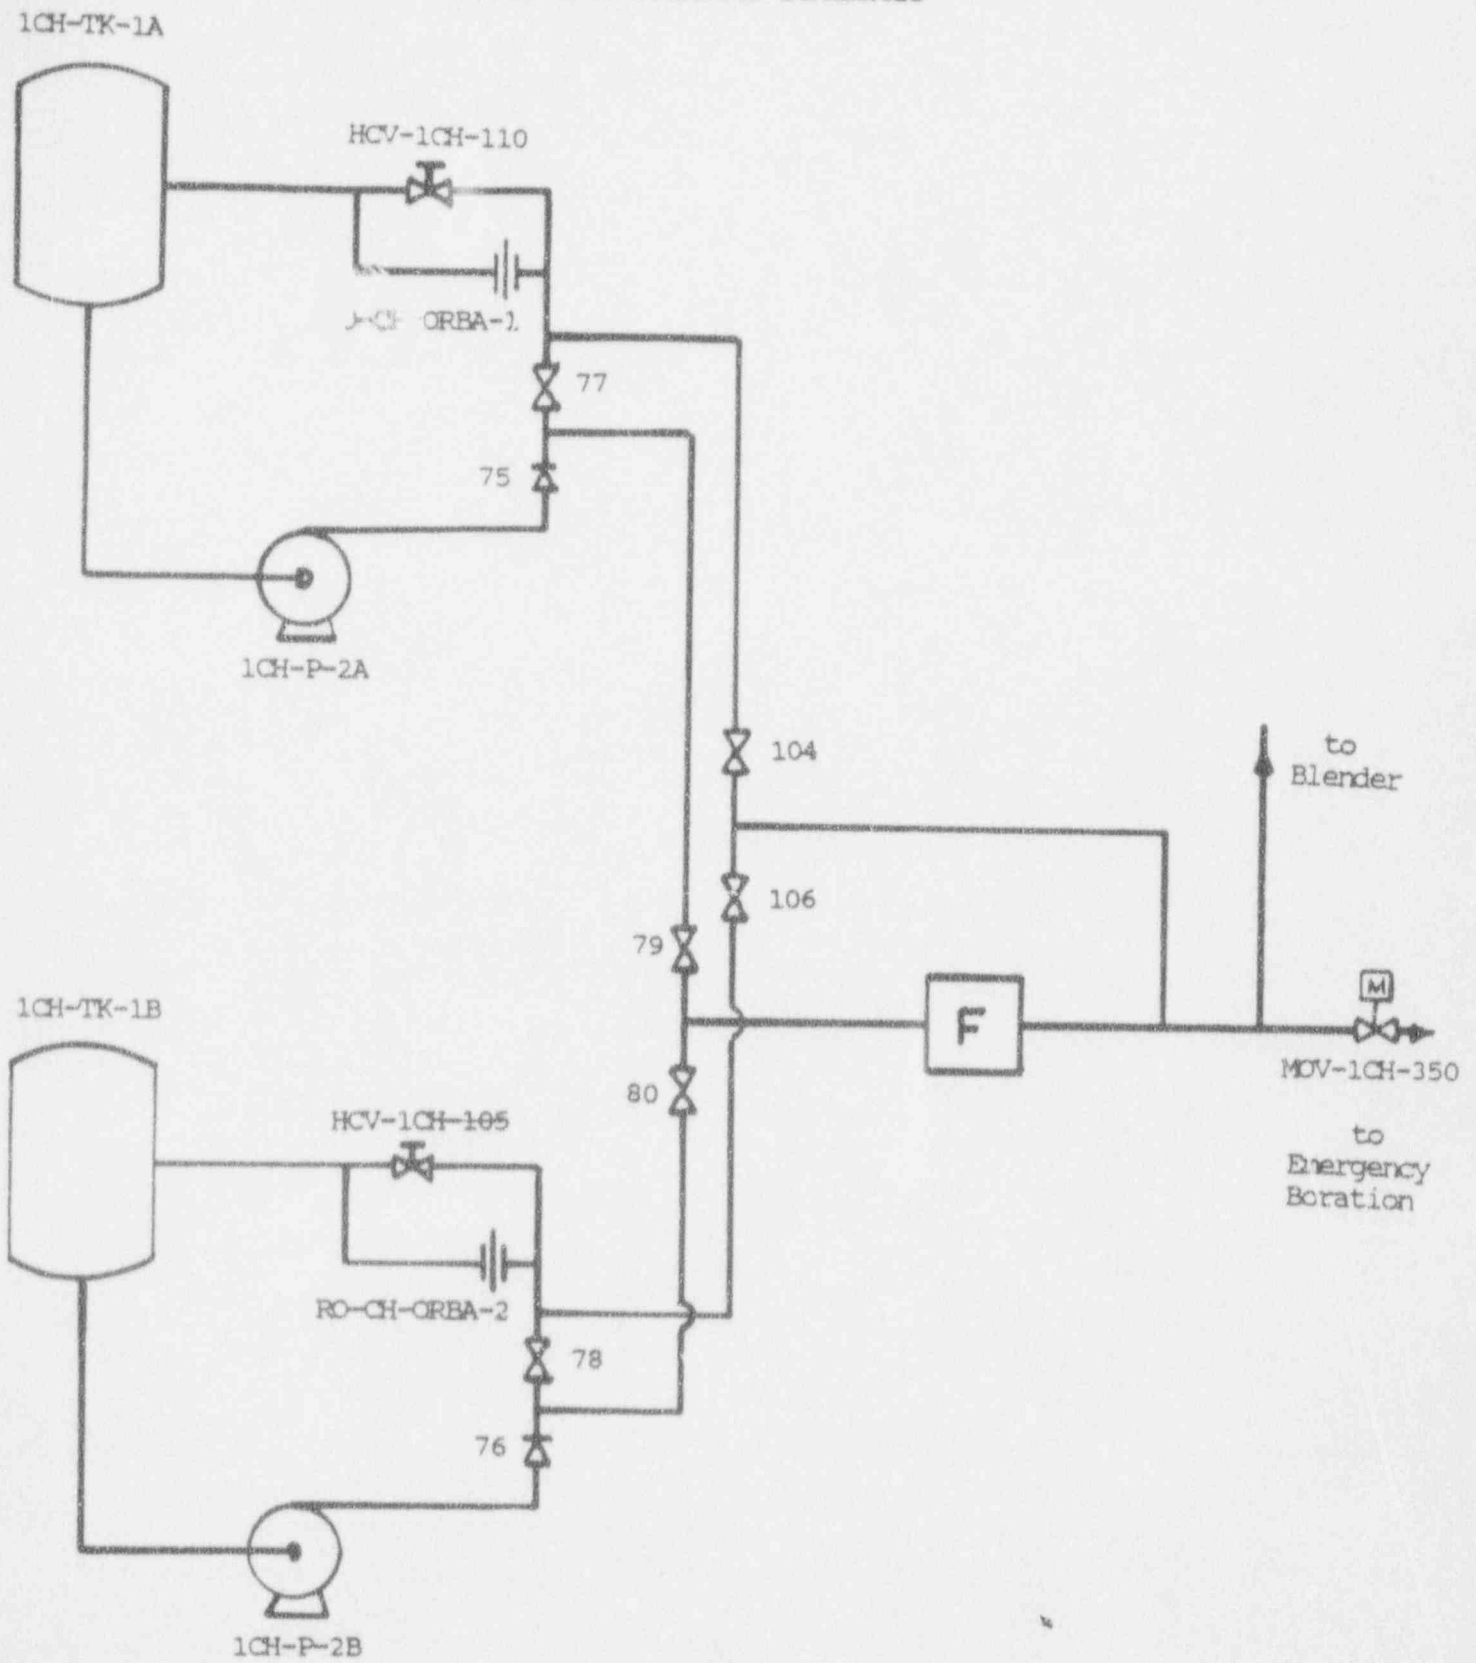 1CH-TK-1A
HCV-1CH-110
ORBA-1
77
75
1CH-P-2A
104
to
Blender
106
79
1CH-TK-1B
F
M
MOV-1CH-350
80
HCV-1CH-105
to
Emergency
Boration
RO-CH-ORBA-2
78
76
1CH-P-2B